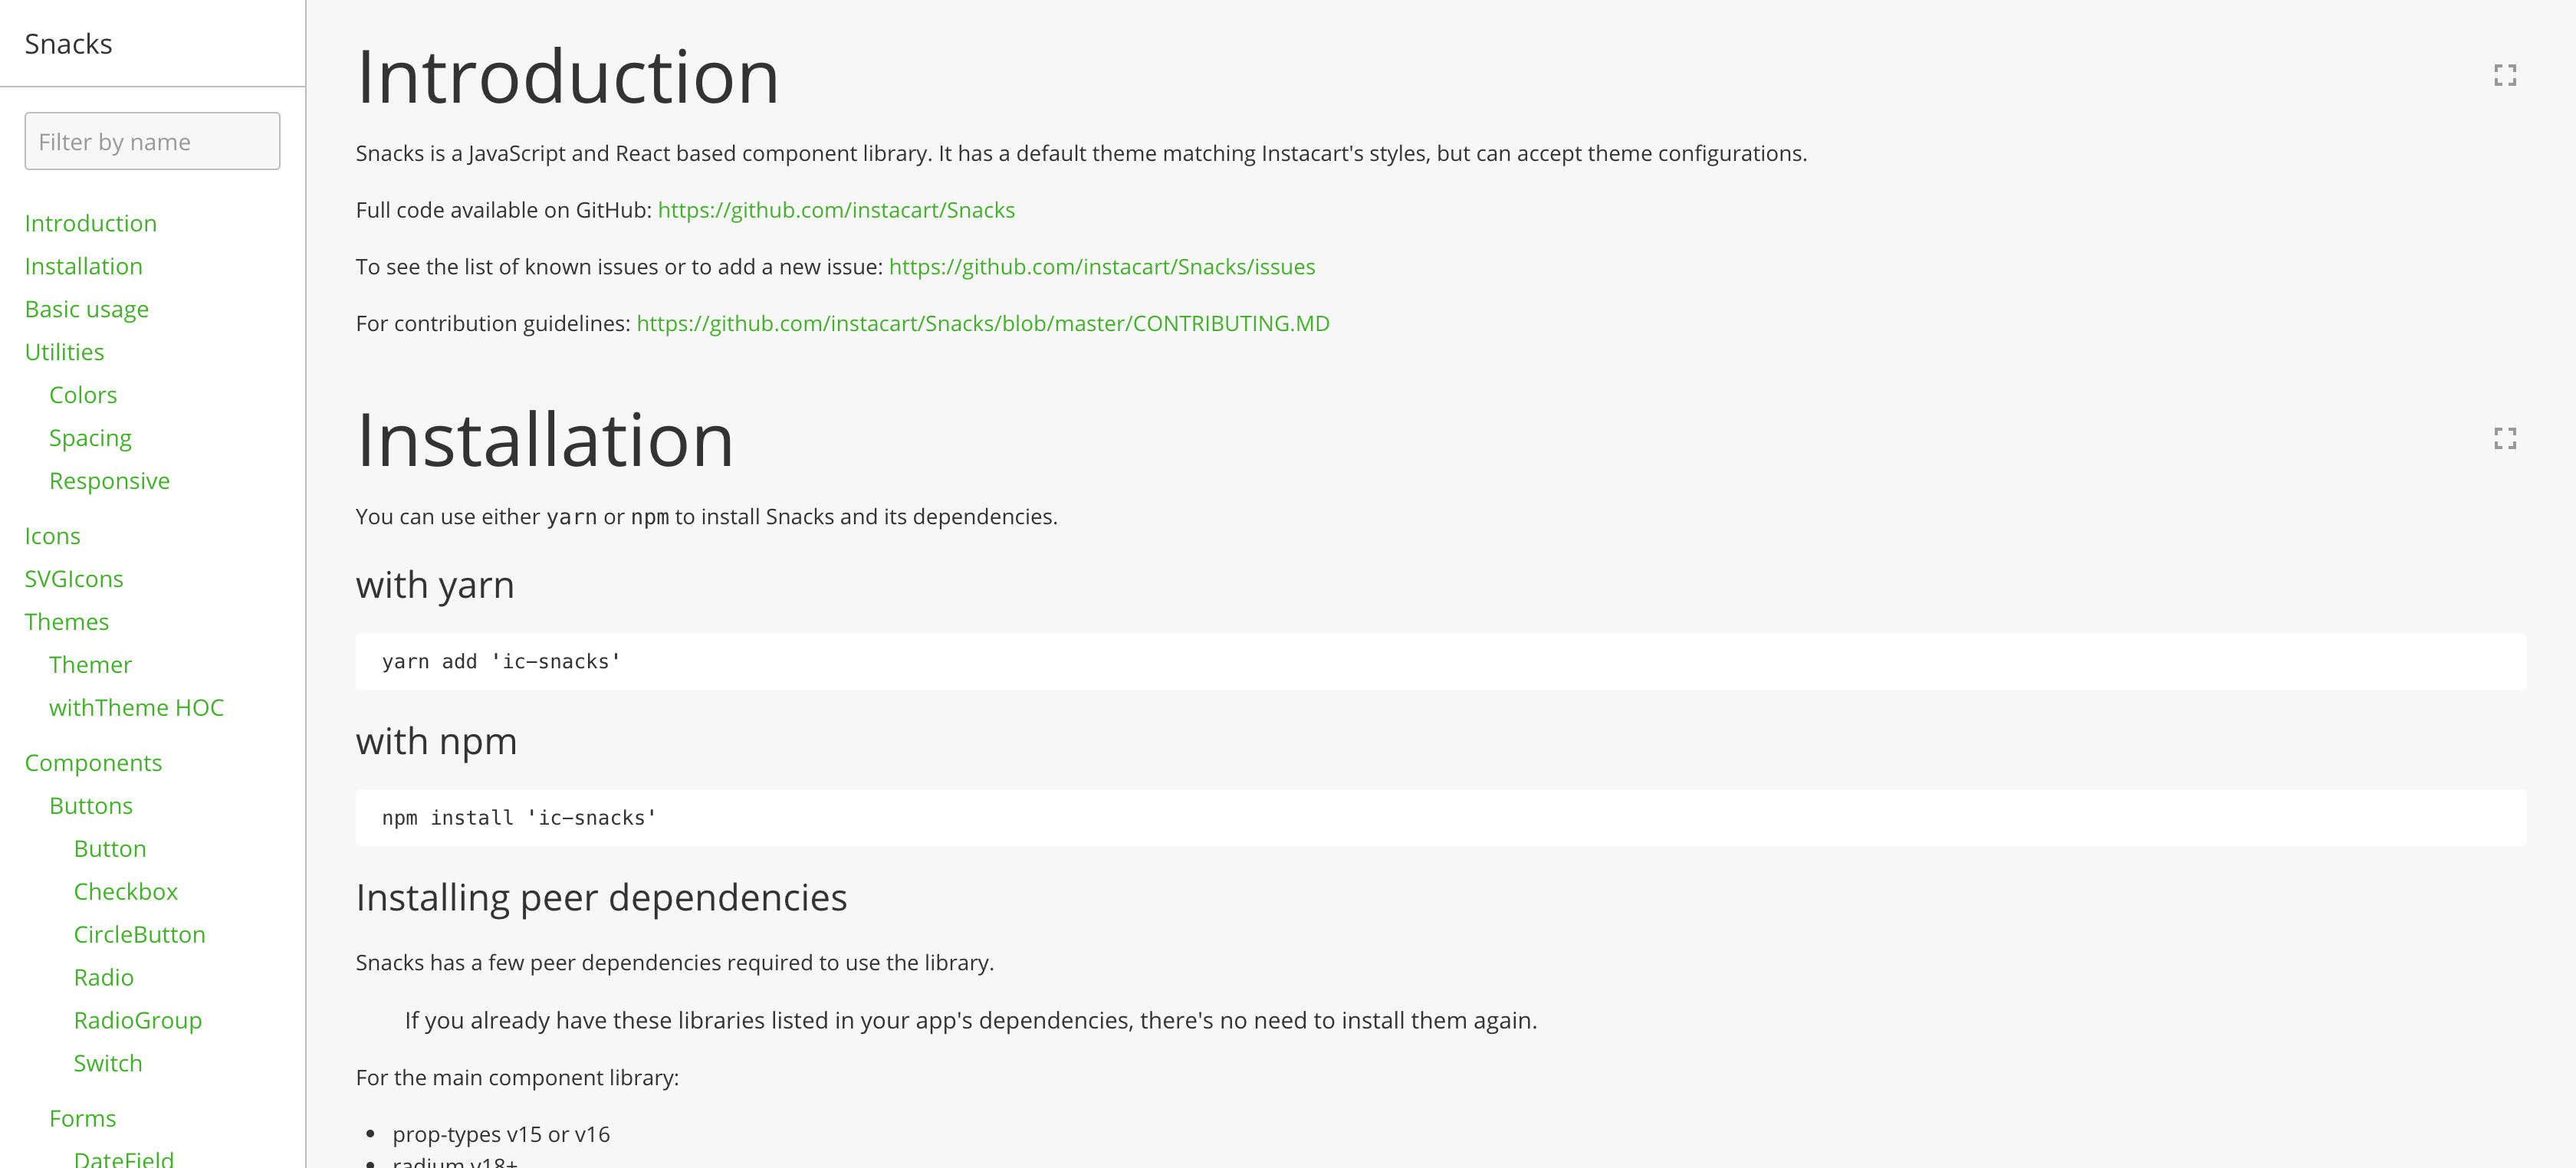 Snacks
Filter by name
Introduction
Installation
Basic usage
Utilities
Colors
Spacing
Responsive
Icons
SVGIcons
Themes
Themer
withTheme HOC
Components
Buttons
Button
Checkbox
CircleButton
Radio
RadioGroup
Switch
Forms
DateField
Introduction
Snacks is a JavaScript and React based component library. It has a default theme matching Instacart's styles, but can accept theme configurations.
Full code available on GitHub: https://github.com/instacart/Snacks
To see the list of known issues or to add a new issue: https://github.com/instacart/Snacks/issues
For contribution guidelines: https://github.com/instacart/Snacks/blob/master/CONTRIBUTING.MD
Installation
You can use either yarn or npm to install Snacks and its dependencies.
with yarn
yarn add 'ic-snacks'
with npm
npm install 'ic-snacks'
Installing peer dependencies
Snacks has a few peer dependencies required to use the library.
If you already have these libraries listed in your app's dependencies, there's no need to install them again.
For the main component library:
• prop-types v15 or v16
• radium v18+